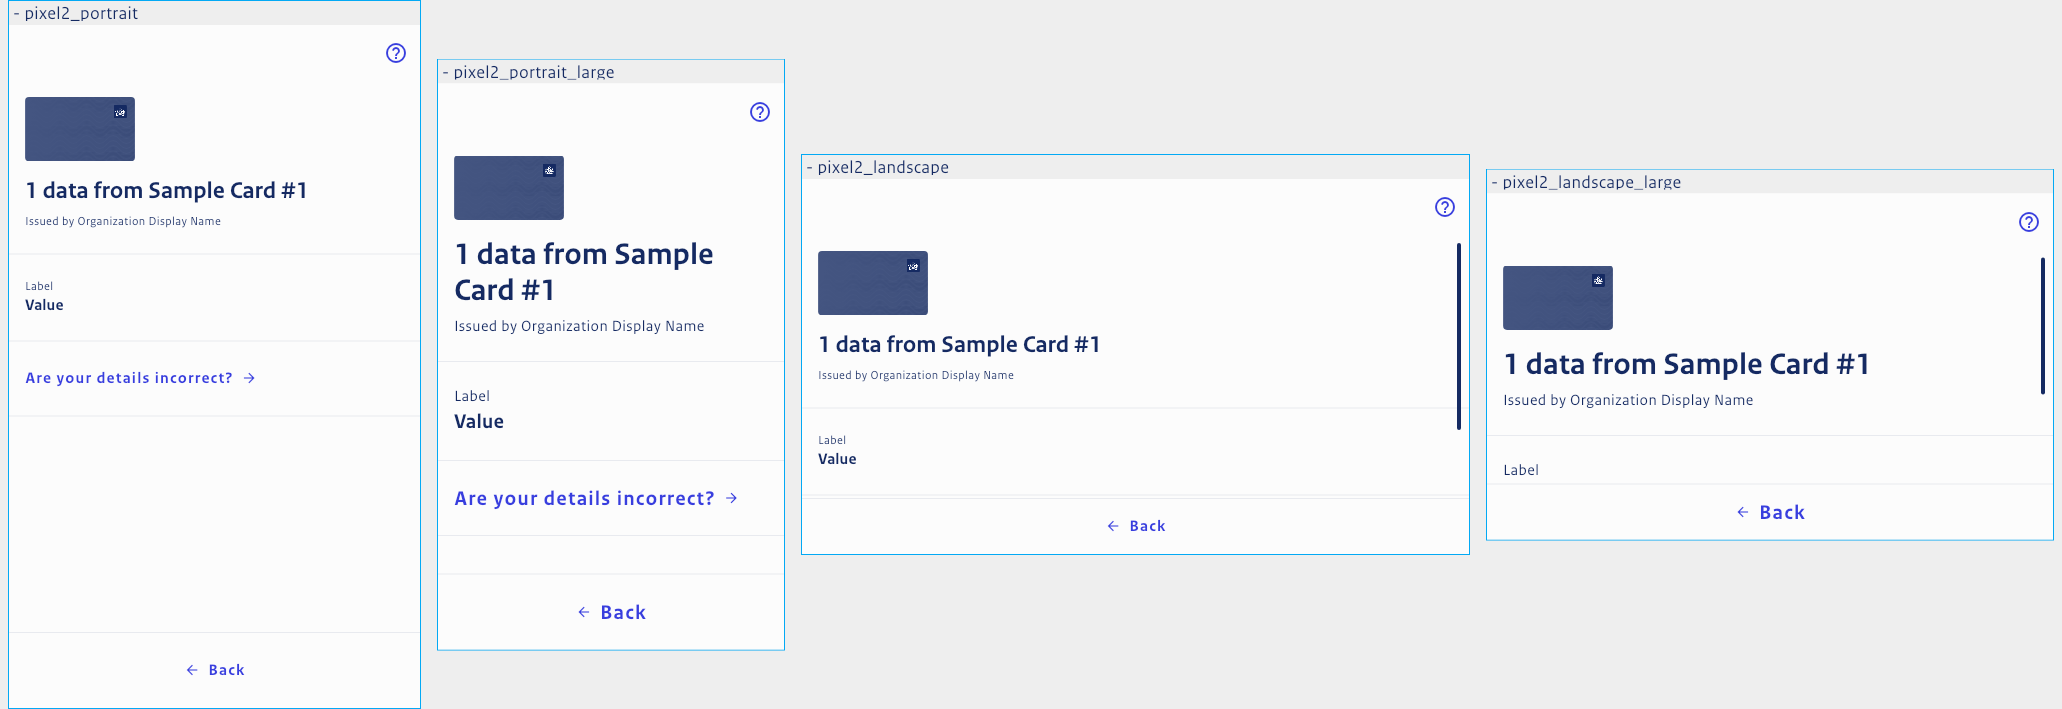 - pixel2_portrait
1 data from Sample Card #1
Issued by Organization Display Name
Label
Value
Are your details incorrect? →
← Back
- pixel2_portrait_large
1 data from Sample
Card #1
Issued by Organization Display Name
Label
Value
Are your details incorrect? →
← Back
- pixel2_landscape
1 data from Sample Card #1
Issued by Organization Display Name
Label
Value
← Back
- pixel2_landscape_large
1 data from Sample Card #1
Issued by Organization Display Name
Label
← Back